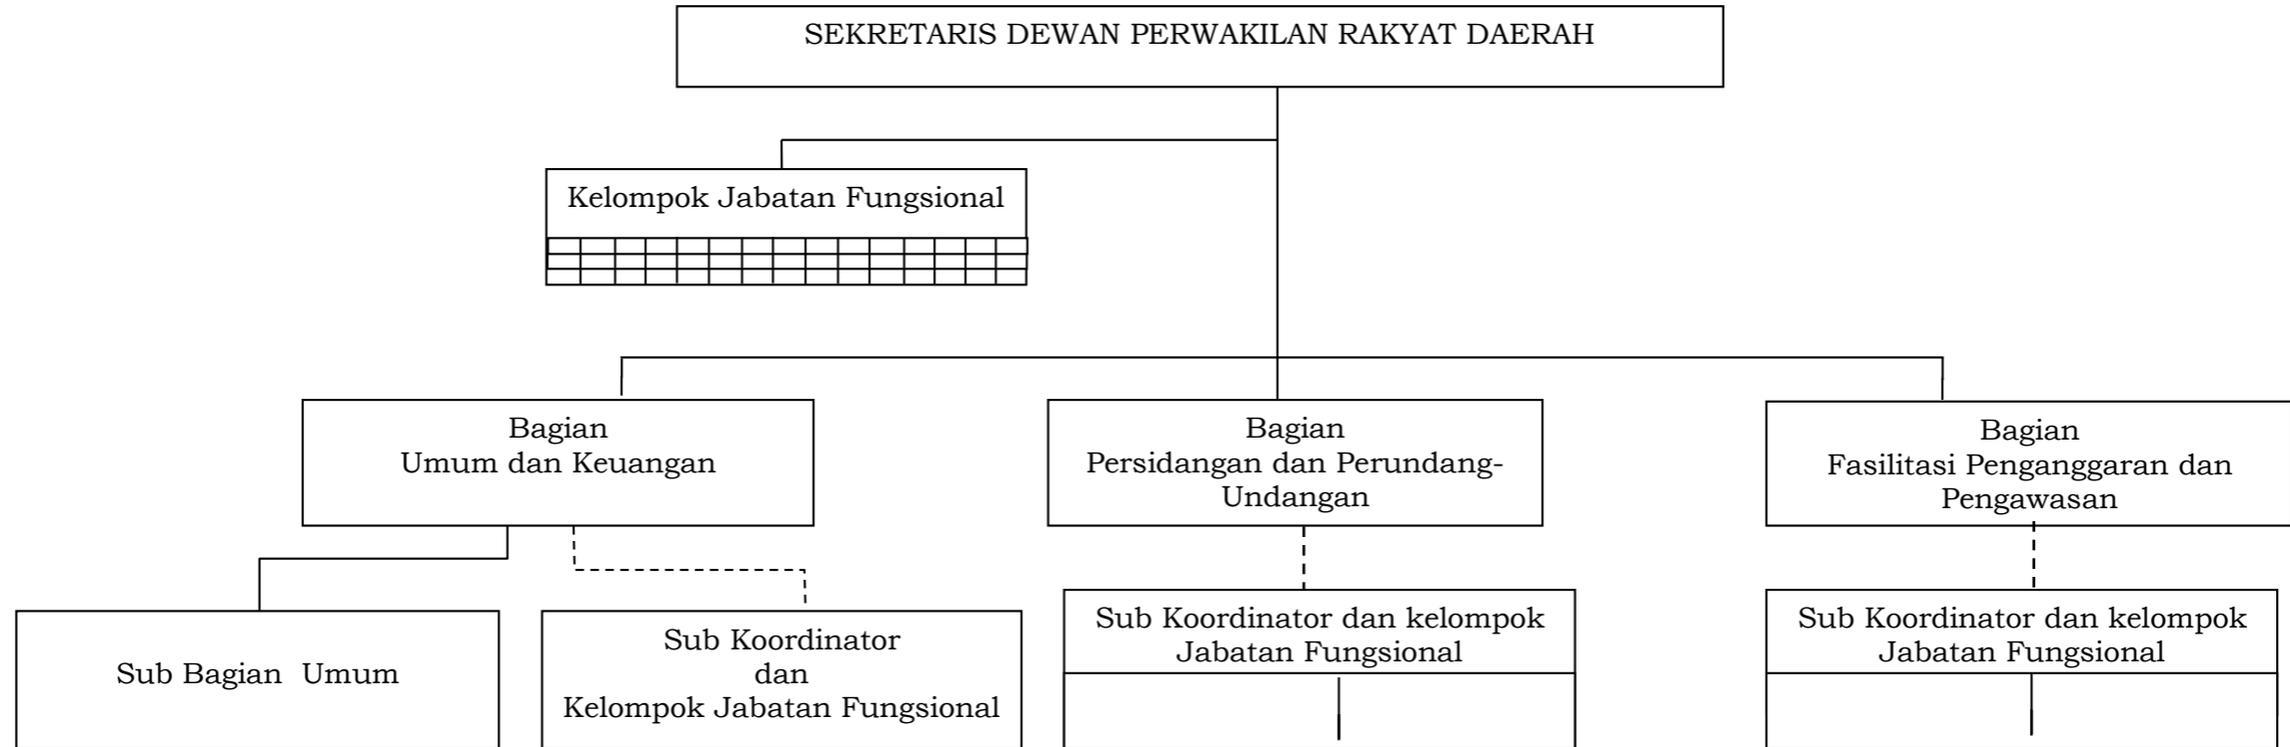 SEKRETARIS DEWAN PERWAKILAN RAKYAT DAERAH
Kelompok Jabatan Fungsional
Bagian
Umum dan Keuangan
Bagian
Persidangan dan Perundang-
Undangan
Bagian
Fasilitasi Penganggaran dan
Pengawasan
Sub Bagian  Umum
Sub Koordinator
dan
Kelompok Jabatan Fungsional
Sub Koordinator dan kelompok
Jabatan Fungsional
Sub Koordinator dan kelompok
Jabatan Fungsional